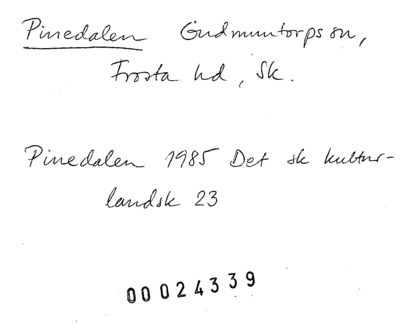 Pinedalen Gudmuntorps sn,
Frosta hd, Sk.
Pinedalen 1985 Det sk kultur-
landsk 23
00024339